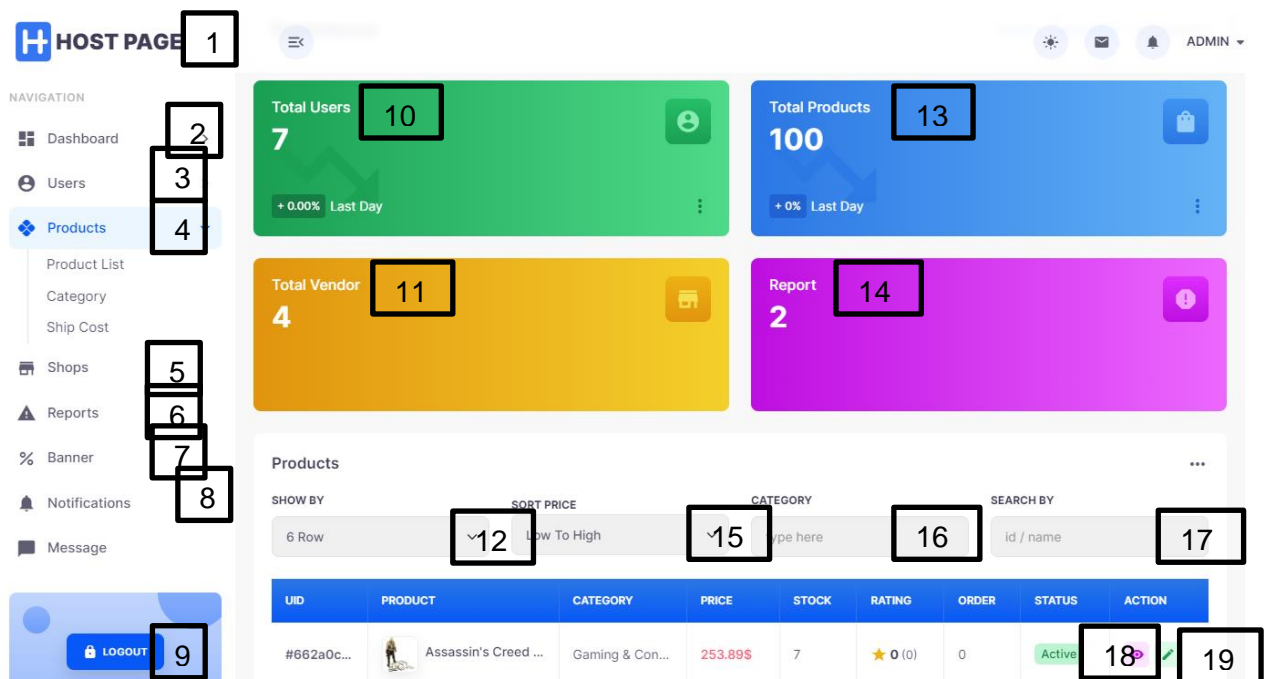 HOST PAGE 1
ADMIN
NAVIGATION
Dashboard 2
Users 3
Products 4
Product List
Category
Ship Cost
Shops 5
Reports 6
Banner 7
Notifications 8
Message
LOGOUT 9
Total Users 10
7
+ 0.00% Last Day
Total Products 13
100
+ 0% Last Day
Total Vendor 11
4
Report 14
2
Products
SHOW BY SORT PRICE CATEGORY SEARCH BY
6 Row 12 Low To High 15 type here 16 id / name 17
UID PRODUCT CATEGORY PRICE STOCK RATING ORDER STATUS ACTION
#662a0c... Assassin's Creed ... Gaming & Con... 253.89$ 7 0 (0) 0 Active 18 19